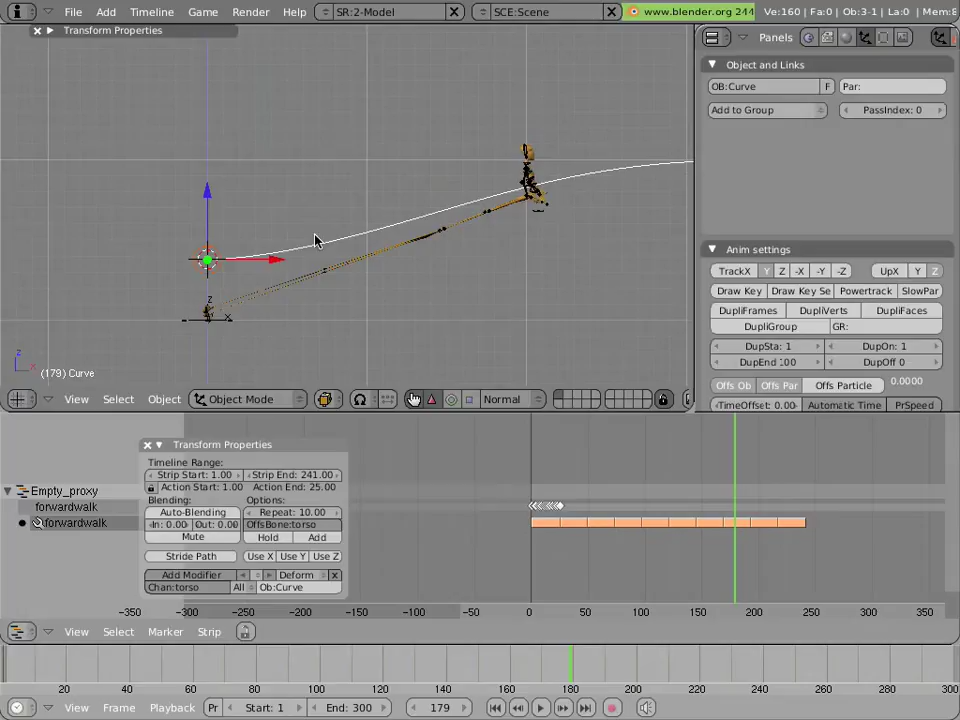 File Add Timeline Game Render Help SR:2-Model SCE:Scene www.blender.org 244 Ve:160 | Fa:0 | Ob:3-1 | La:0 | Mem:8
Transform Properties
Panels
Object and Links
OB:Curve F Par:
Add to Group PassIndex: 0
Anim settings
TrackX Y Z -X -Y -Z UpX Y Z
Draw Key Draw Key Se Powertrack SlowPar
DupliFrames DupliVerts DupliFaces
DupliGroup GR:
DupSta: 1 DupOn: 1
DupEnd 100 DupOff 0
Offs Ob Offs Par Offs Particle 0.0000
TimeOffset: 0.00 Automatic Time PrSpeed
z
x
z
(179) Curve
View Select Object Object Mode Normal
Transform Properties
Timeline Range:
Strip Start: 1.00 Strip End: 241.00
Action Start: 1.00 Action End: 25.00
Blending: Options:
Auto-Blending Repeat: 10.00
In: 0.00 Out: 0.00 OffsBone:torso
Mute Hold Add
Stride Path Use X Use Y Use Z
Add Modifier Deform x
Chan:torso All Ob:Curve
Empty_proxy
forwardwalk
forwardwalk
-350 -300 -250 -200 -150 -100 -50 0 50 100 150 200 250 300 350
View Select Marker Strip
20 40 60 80 100 120 140 160 180 200 220 240 260 280 300
View Frame Playback Pr Start: 1 End: 300 179